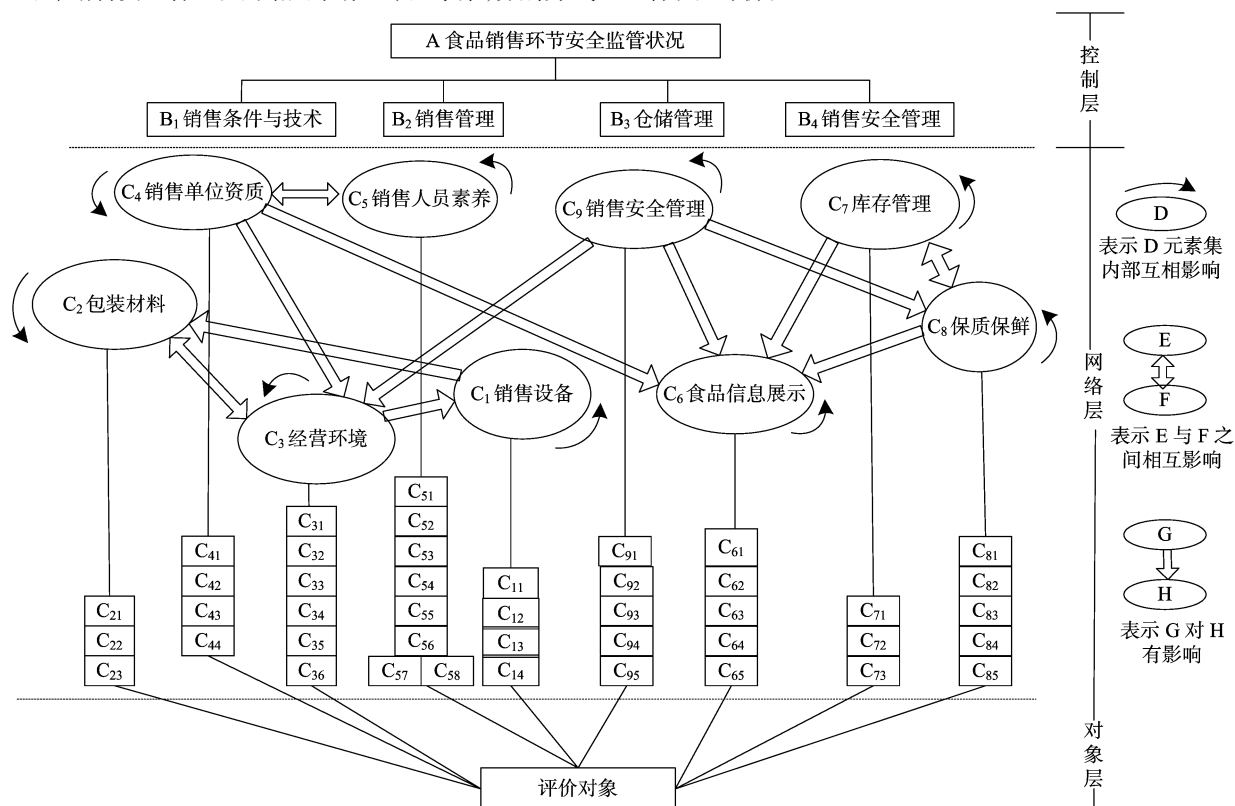 A 食品销售环节安全监管状况
B₁ 销售条件与技术
B₂ 销售管理
B₃ 仓储管理
B₄ 销售安全管理
控制层
C₄ 销售单位资质
C₅ 销售人员素养
C₉ 销售安全管理
C₇ 库存管理
C₂ 包装材料
C₈ 保质保鲜
C₁ 销售设备
C₆ 食品信息展示
C₃ 经营环境
网络层
D
表示 D 元素集
内部互相影响
E
F
表示 E 与 F 之
间相互影响
G
H
表示 G 对 H
有影响
C₂₁
C₂₂
C₂₃
C₄₁
C₄₂
C₄₃
C₄₄
C₃₁
C₃₂
C₃₃
C₃₄
C₃₅
C₃₆
C₅₁
C₅₂
C₅₃
C₅₄
C₅₅
C₅₆
C₅₇ C₅₈
C₁₁
C₁₂
C₁₃
C₁₄
C₉₁
C₉₂
C₉₃
C₉₄
C₉₅
C₆₁
C₆₂
C₆₃
C₆₄
C₆₅
C₇₁
C₇₂
C₇₃
C₈₁
C₈₂
C₈₃
C₈₄
C₈₅
对象层
评价对象